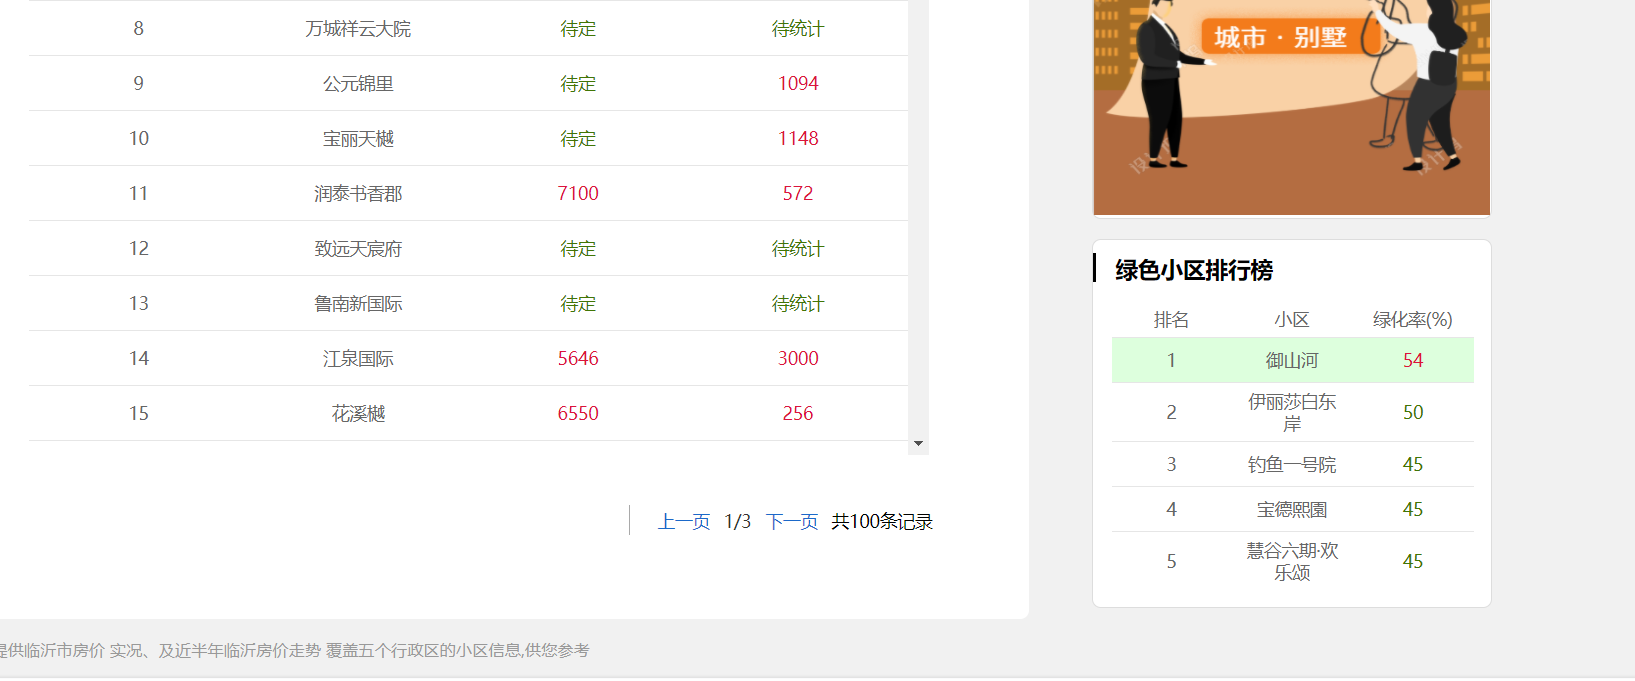 8 万城祥云大院 待定 待统计
9 公元锦里 待定 1094
10 宝丽天樾 待定 1148
11 润泰书香郡 7100 572
12 致远天宸府 待定 待统计
13 鲁南新国际 待定 待统计
14 江泉国际 5646 3000
15 花溪樾 6550 256
上一页 1/3 下一页 共100条记录
城市·别墅
绿色小区排行榜
排名 小区 绿化率(%)
1 御山河 54
2 伊丽莎白东
岸 50
3 钓鱼一号院 45
4 宝德熙園 45
5 慧谷六期·欢
乐颂 45
提供临沂市房价 实况、及近半年临沂房价走势 覆盖五个行政区的小区信息,供您参考